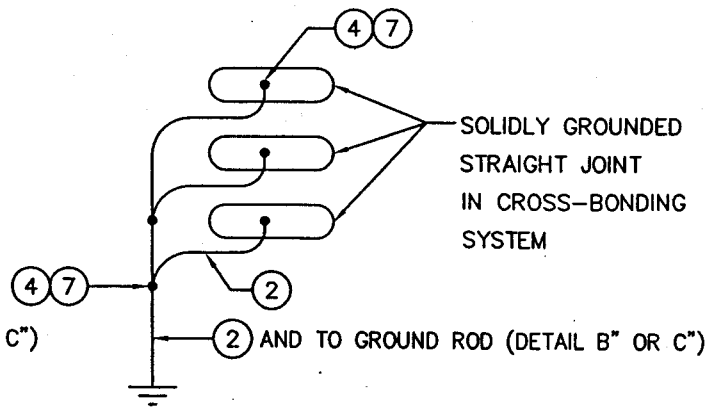 4 7
SOLIDLY GROUNDED
STRAIGHT JOINT
IN CROSS-BONDING
SYSTEM
4 7
2
C")
2 AND TO GROUND ROD (DETAIL B" OR C")